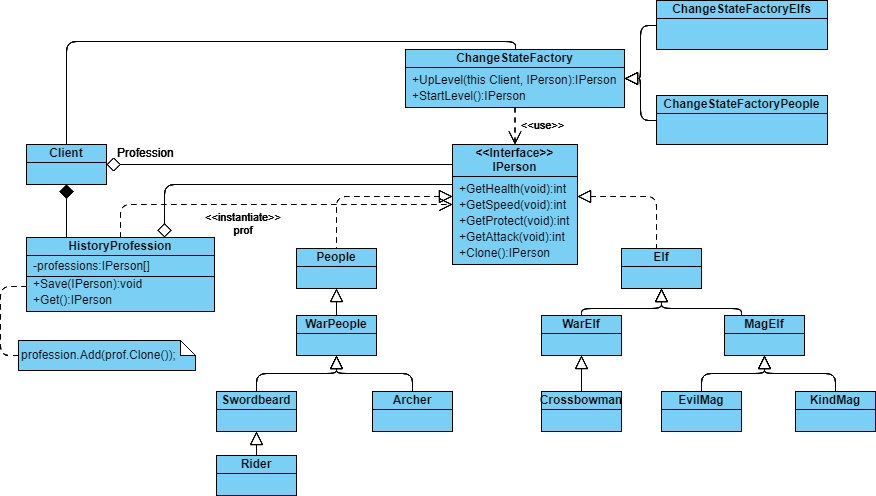 ChangeStateFactoryElfs
ChangeStateFactory
+UpLevel(this Client, IPerson):IPerson
+StartLevel():IPerson
ChangeStateFactoryPeople
<<use>>
Client
Profession
<<Interface>>
IPerson
+GetHealth(void):int
+GetSpeed(void):int
+GetProtect(void):int
+GetAttack(void):int
+Clone():IPerson
<<instantiate>>
prof
HistoryProfession
-professions:IPerson[]
+Save(IPerson):void
+Get():IPerson
People
Elf
WarPeople
WarElf
MagElf
profession.Add(prof.Clone());
Swordbeard
Archer
Crossbowman
EvilMag
KindMag
Rider